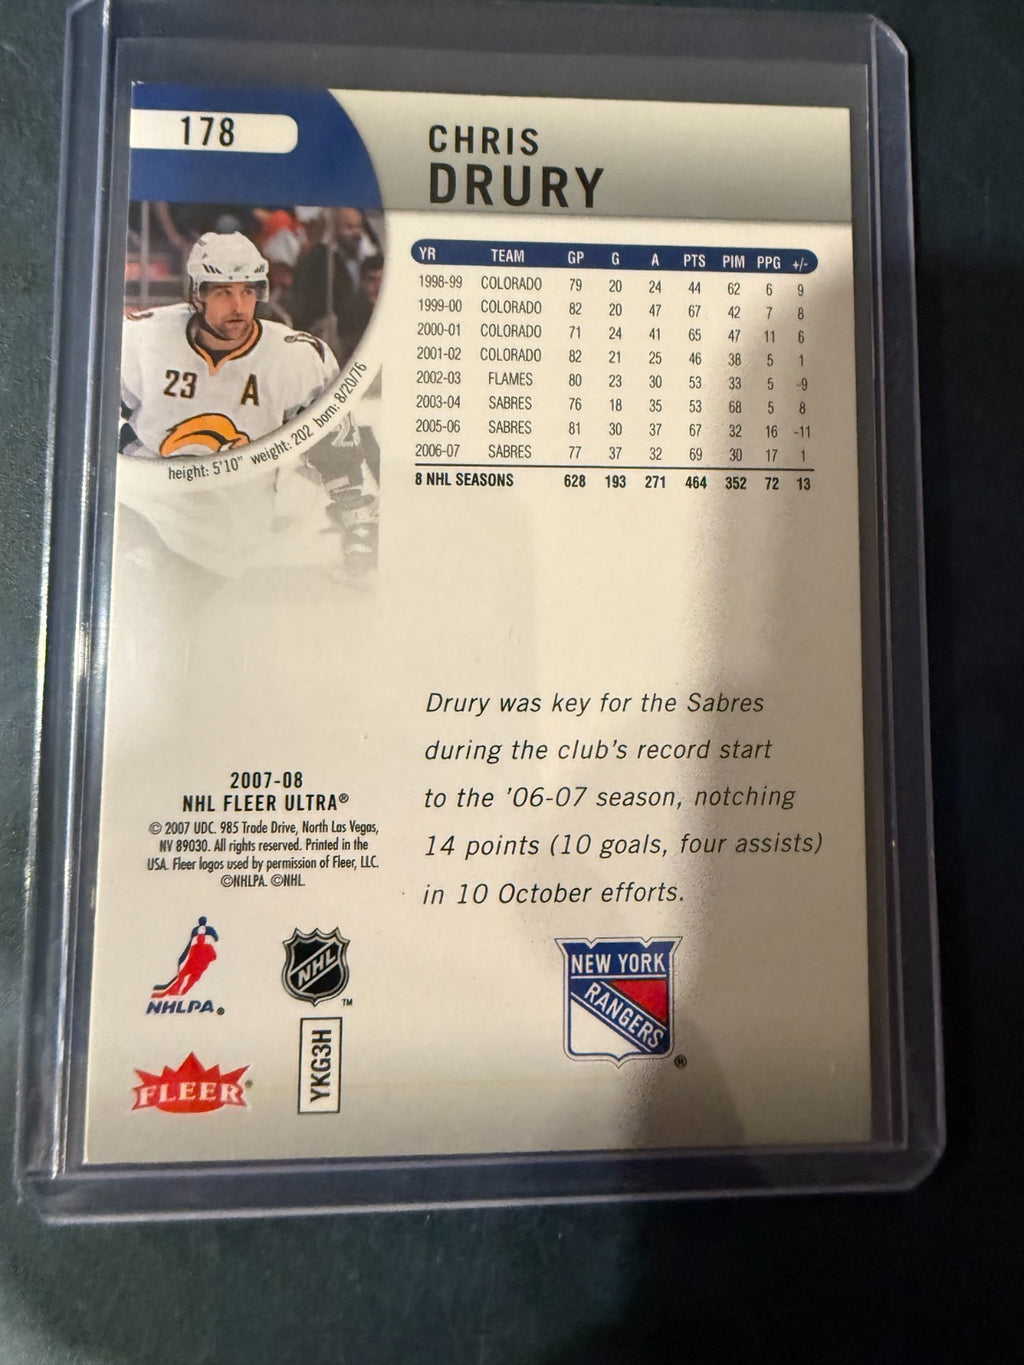 178
CHRIS
DRURY
23 A
height: 5'10" weight: 202 born: 8/20/76
YR TEAM GP G A PTS PIM PPG +/-
1998-99 COLORADO 79 20 24 44 62 6 9
1999-00 COLORADO 82 20 47 67 42 7 8
2000-01 COLORADO 71 24 41 65 47 11 6
2001-02 COLORADO 82 21 25 46 38 5 1
2002-03 FLAMES 80 23 30 53 33 5 -9
2003-04 SABRES 76 18 35 53 68 5 8
2005-06 SABRES 81 30 37 67 32 16 -11
2006-07 SABRES 77 37 32 69 30 17 1
8 NHL SEASONS 628 193 271 464 352 72 13
Drury was key for the Sabres
during the club's record start
to the '06-07 season, notching
14 points (10 goals, four assists)
in 10 October efforts.
2007-08
NHL FLEER ULTRA®
© 2007 UDC. 985 Trade Drive, North Las Vegas,
NV 89030. All rights reserved. Printed in the
USA. Fleer logos used by permission of Fleer, LLC.
©NHLPA. ©NHL.
NHLPA®
NHL™
NEW YORK
RANGERS®
FLEER®
YKG3H